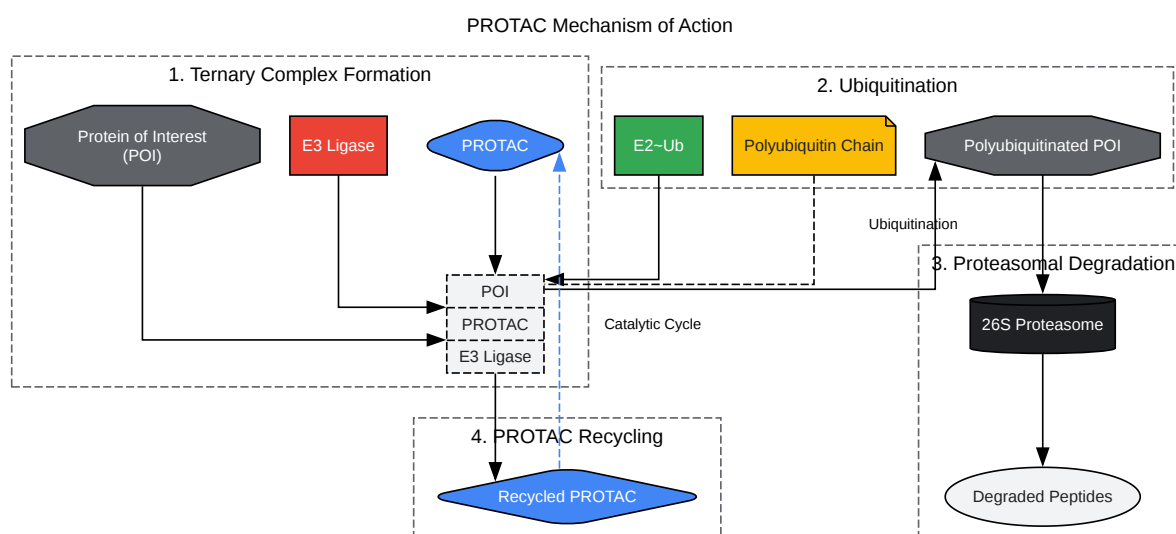 PROTAC Mechanism of Action
1. Ternary Complex Formation
2. Ubiquitination
Protein of Interest
(POI)
E3 Ligase
PROTAC
E2~Ub
Polyubiquitin Chain
Polyubiquitinated POI
Ubiquitination
3. Proteasomal Degradation
POI
PROTAC
E3 Ligase
Catalytic Cycle
26S Proteasome
4. PROTAC Recycling
Recycled PROTAC
Degraded Peptides